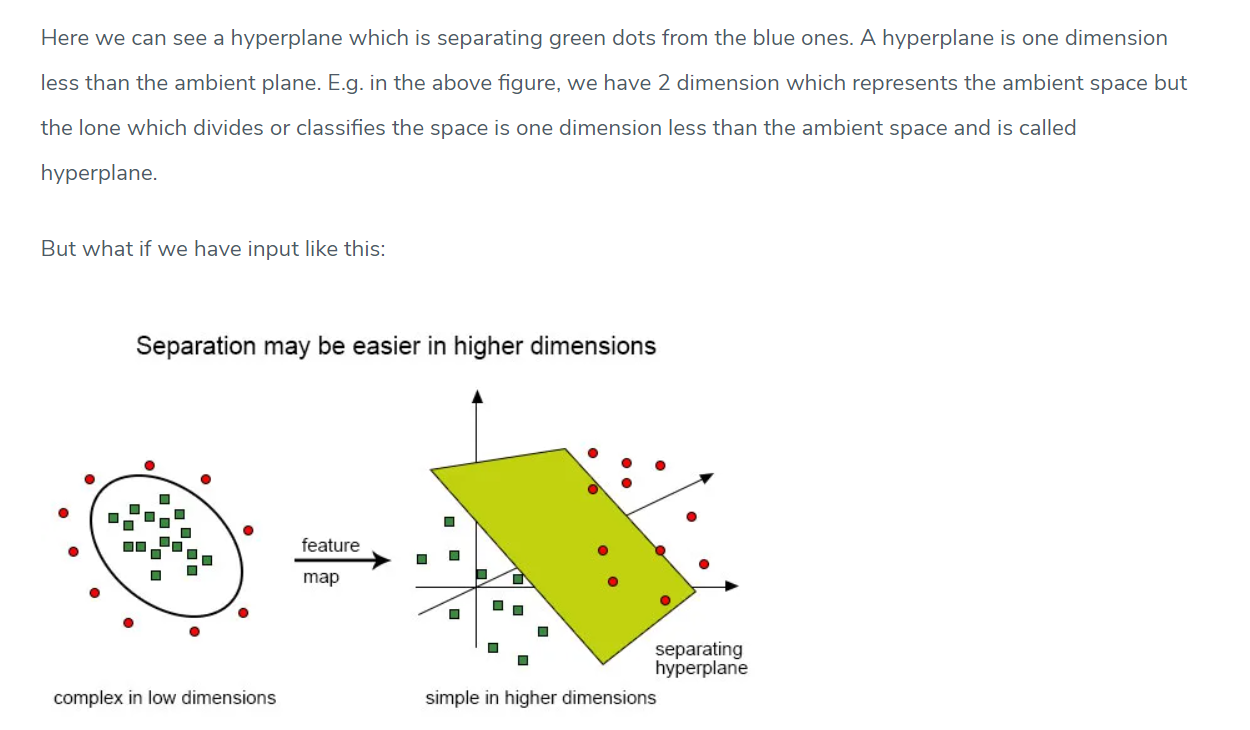 Here we can see a hyperplane which is separating green dots from the blue ones. A hyperplane is one dimension
less than the ambient plane. E.g. in the above figure, we have 2 dimension which represents the ambient space but
the lone which divides or classifies the space is one dimension less than the ambient space and is called
hyperplane.
But what if we have input like this:
Separation may be easier in higher dimensions
feature
map
separating
hyperplane
complex in low dimensions
simple in higher dimensions